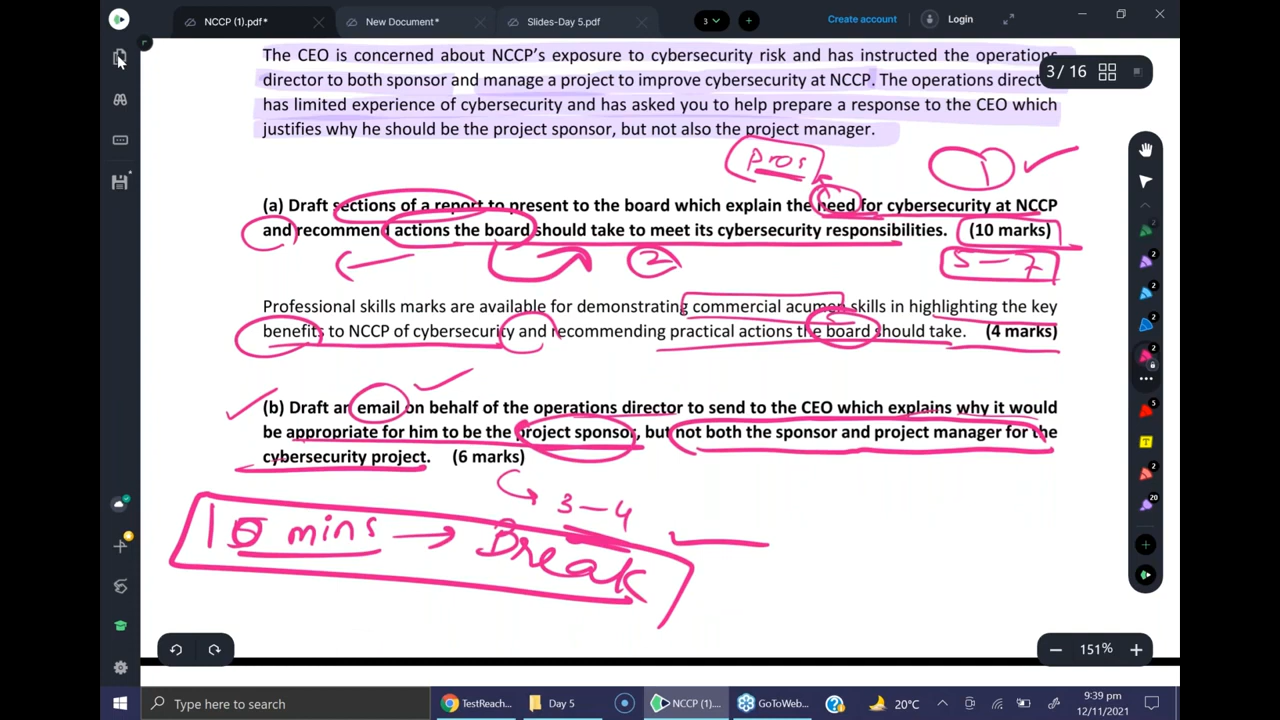 NCCP (1).pdf*
New Document*
Slides-Day 5.pdf
3
Create account
Login
3 / 16
The CEO is concerned about NCCP's exposure to cybersecurity risk and has instructed the operations
director to both sponsor and manage a project to improve cybersecurity at NCCP. The operations direct
has limited experience of cybersecurity and has asked you to help prepare a response to the CEO which
justifies why he should be the project sponsor, but not also the project manager.
Pros
1
(a) Draft sections of a report to present to the board which explain the need for cybersecurity at NCCP
and recommend actions the board should take to meet its cybersecurity responsibilities. (10 marks)
2
5 - 7
Professional skills marks are available for demonstrating commercial acumen skills in highlighting the key
benefits to NCCP of cybersecurity and recommending practical actions the board should take. (4 marks)
(b) Draft an email on behalf of the operations director to send to the CEO which explains why it would
be appropriate for him to be the project sponsor, but not both the sponsor and project manager for the
cybersecurity project. (6 marks)
3 - 4
10 mins → Break
151%
Type here to search
TestReach...
Day 5
NCCP (1)....
GoToWeb...
20°C
9:39 pm
12/11/2021